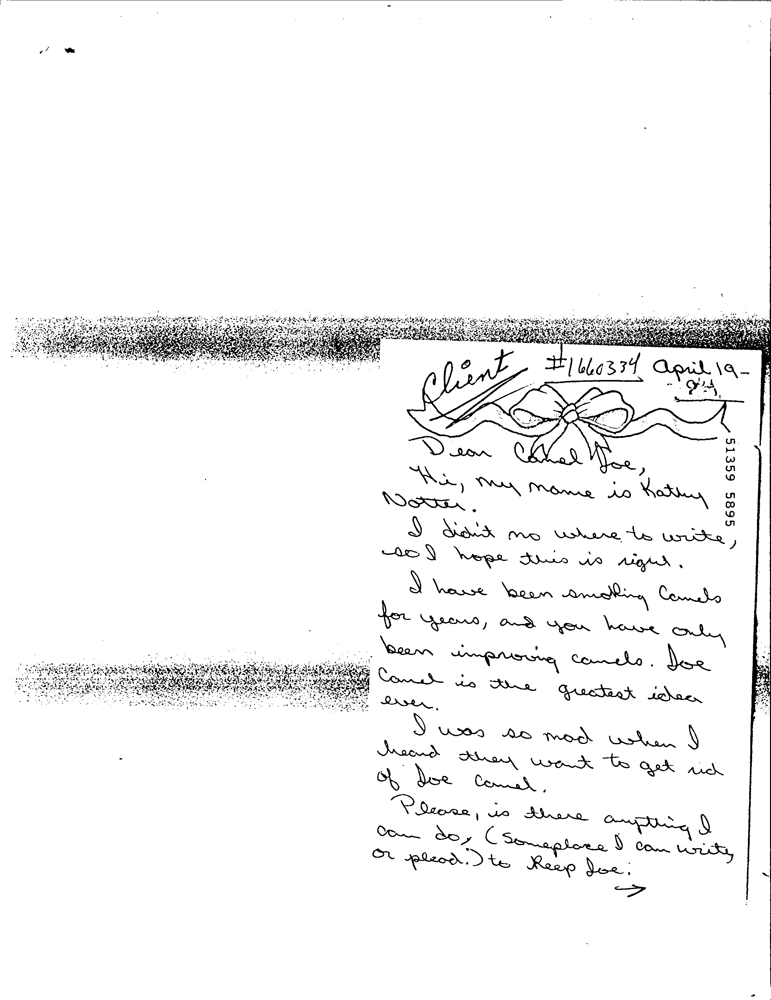 Client #1660334 April 19-
94
Dear Camel Joe,
Hi, my name is Kathy
Notter.
I didn't no where to write,
so I hope this is right.
I have been smoking Camels
for years, and you have only
been improving camels. Joe
Camel is the greatest idea
ever.
I was so mad when I
heard they want to get rid
of Joe Camel.
Please, is there anything I
can do, (Someplace I can write,
or plead.) to keep Joe.
51359 5895